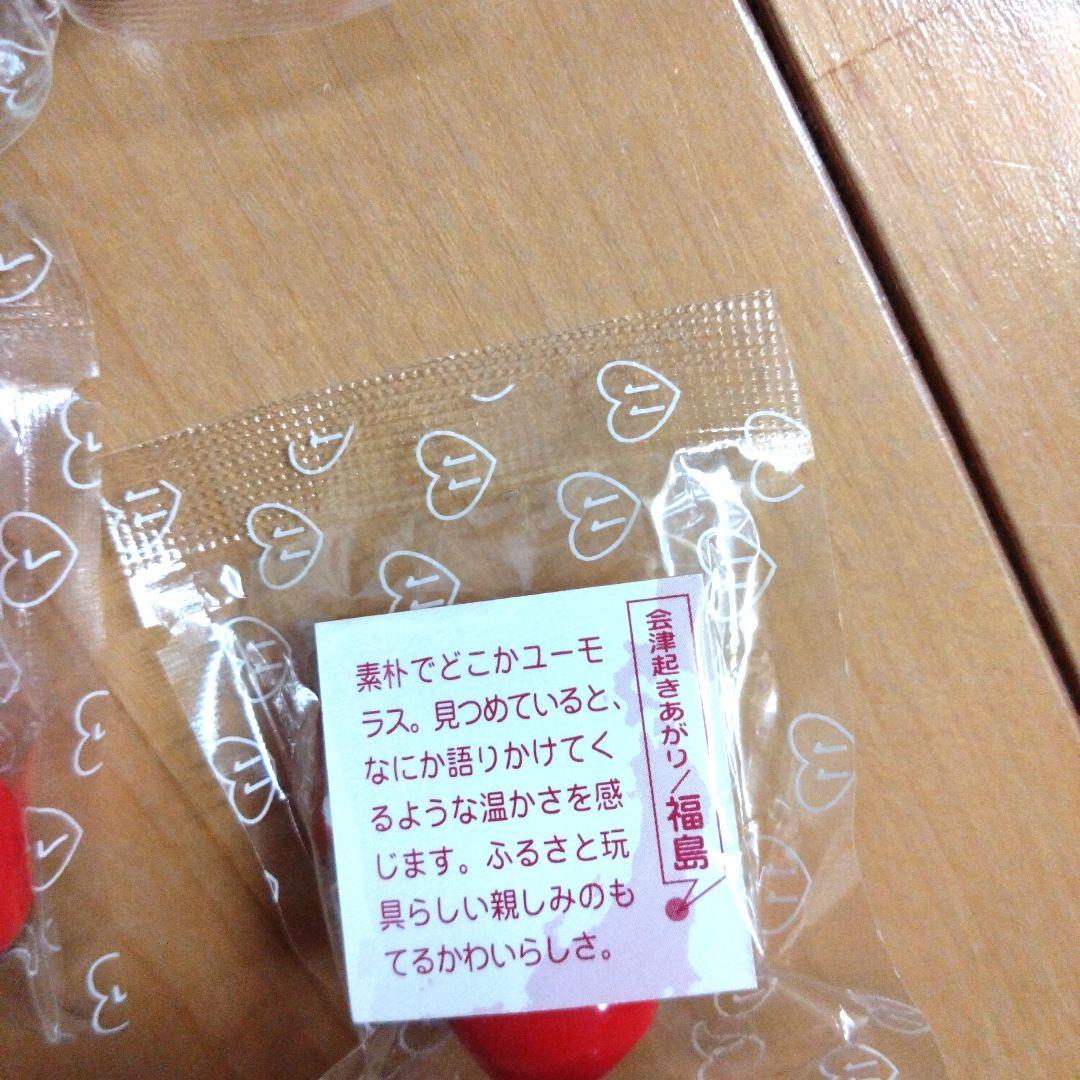 会津起きあがり/福島
素朴でどこかユーモ
ラス。見つめていると、
なにか語りかけてく
るような温かさを感
じます。ふるさと玩
具らしい親しみのも
てるかわいらしさ。